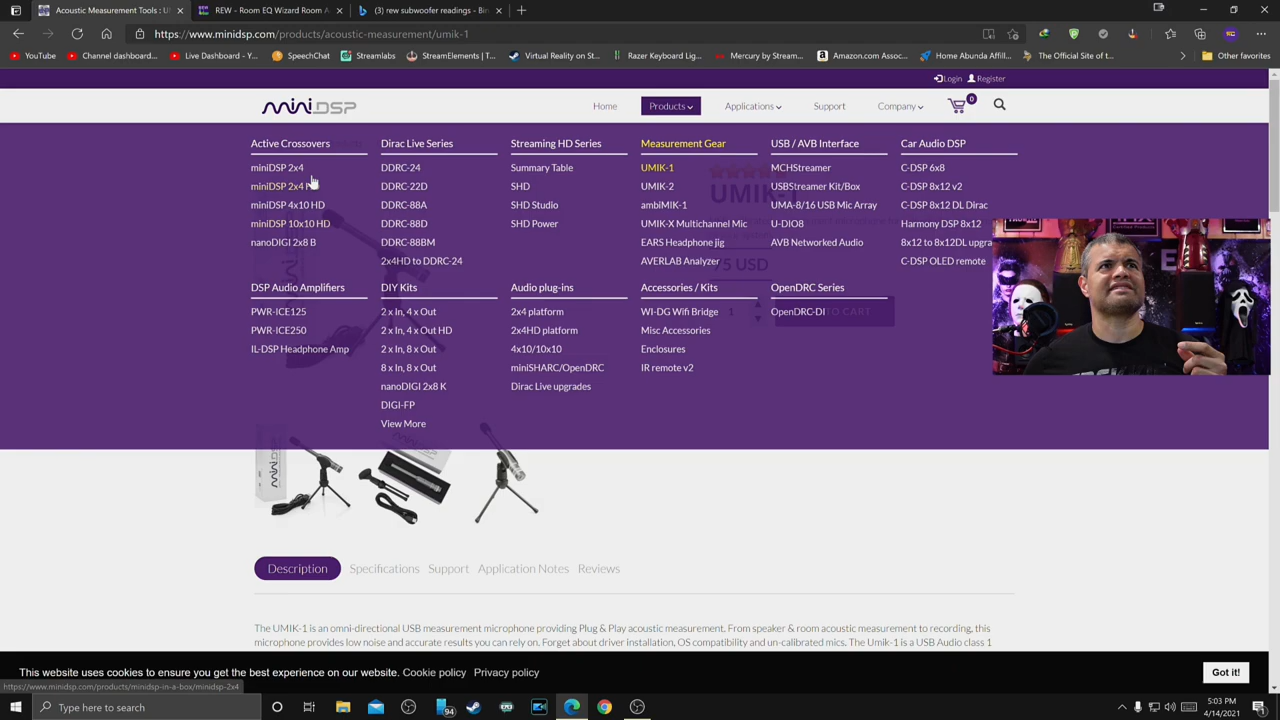 Acoustic Measurement Tools : U
REW - Room EQ Wizard Room A
(3) new subwoofer readings - Bin
https://www.minidsp.com/products/acoustic-measurement/umik-1
YouTube
Channel dashboard...
Live Dashboard - Y...
SpeechChat
Streamlabs
StreamElements | T...
Virtual Reality on St...
Razer Keyboard Lig...
Mercury by Stream...
Amazon.com Assoc...
Home Abunda Affili...
The Official Site of t...
Other favorites
Login Register
mini DSP
Home
Products
Applications
Support
Company
0
Active Crossovers
miniDSP 2x4
miniDSP 2x4
miniDSP 4x10 HD
miniDSP 10x10 HD
nanoDIGI 2x8 B
Dirac Live Series
DDRC-24
DDRC-22D
DDRC-88A
DDRC-88D
DDRC-88BM
2x4HD to DDRC-24
Streaming HD Series
Summary Table
SHD
SHD Studio
SHD Power
Measurement Gear
UMIK-1
UMIK-2
ambiMIK-1
UMIK-X Multichannel Mic
EARS Headphone jig
AVERLAB Analyzer
USB / AVB Interface
MCHStreamer
USBStreamer Kit/Box
UMA-8/16 USB Mic Array
U-DIO8
AVB Networked Audio
Car Audio DSP
C-DSP 6x8
C-DSP 8x12 v2
C-DSP 8x12 DL Dirac
Harmony DSP 8x12
8x12 to 8x12DL upgra
C-DSP OLED remote
UMIK-1
75 USD
1
TO CART
DSP Audio Amplifiers
PWR-ICE125
PWR-ICE250
IL-DSP Headphone Amp
DIY Kits
2 x In, 4 x Out
2 x In, 4 x Out HD
2 x In, 8 x Out
8 x In, 8 x Out
nanoDIGI 2x8 K
DIGI-FP
View More
Audio plug-ins
2x4 platform
2x4HD platform
4x10/10x10
miniSHARC/OpenDRC
Dirac Live upgrades
Accessories / Kits
WI-DG Wifi Bridge
Misc Accessories
Enclosures
IR remote v2
OpenDRC Series
OpenDRC-DI
Description
Specifications
Support
Application Notes
Reviews
The UMIK-1 is an omni-directional USB measurement microphone providing Plug & Play acoustic measurement. From speaker & room acoustic measurement to recording, this
microphone provides low noise and accurate results you can rely on. Forget about driver installation, OS compatibility and un-calibrated mics. The Umik-1 is a USB Audio class 1
This website uses cookies to ensure you get the best experience on our website. Cookie policy Privacy policy
Got it!
https://www.minidsp.com/products/minidsp-in-a-box/minidsp-2x4
Type here to search
94
5:03 PM
4/14/2021